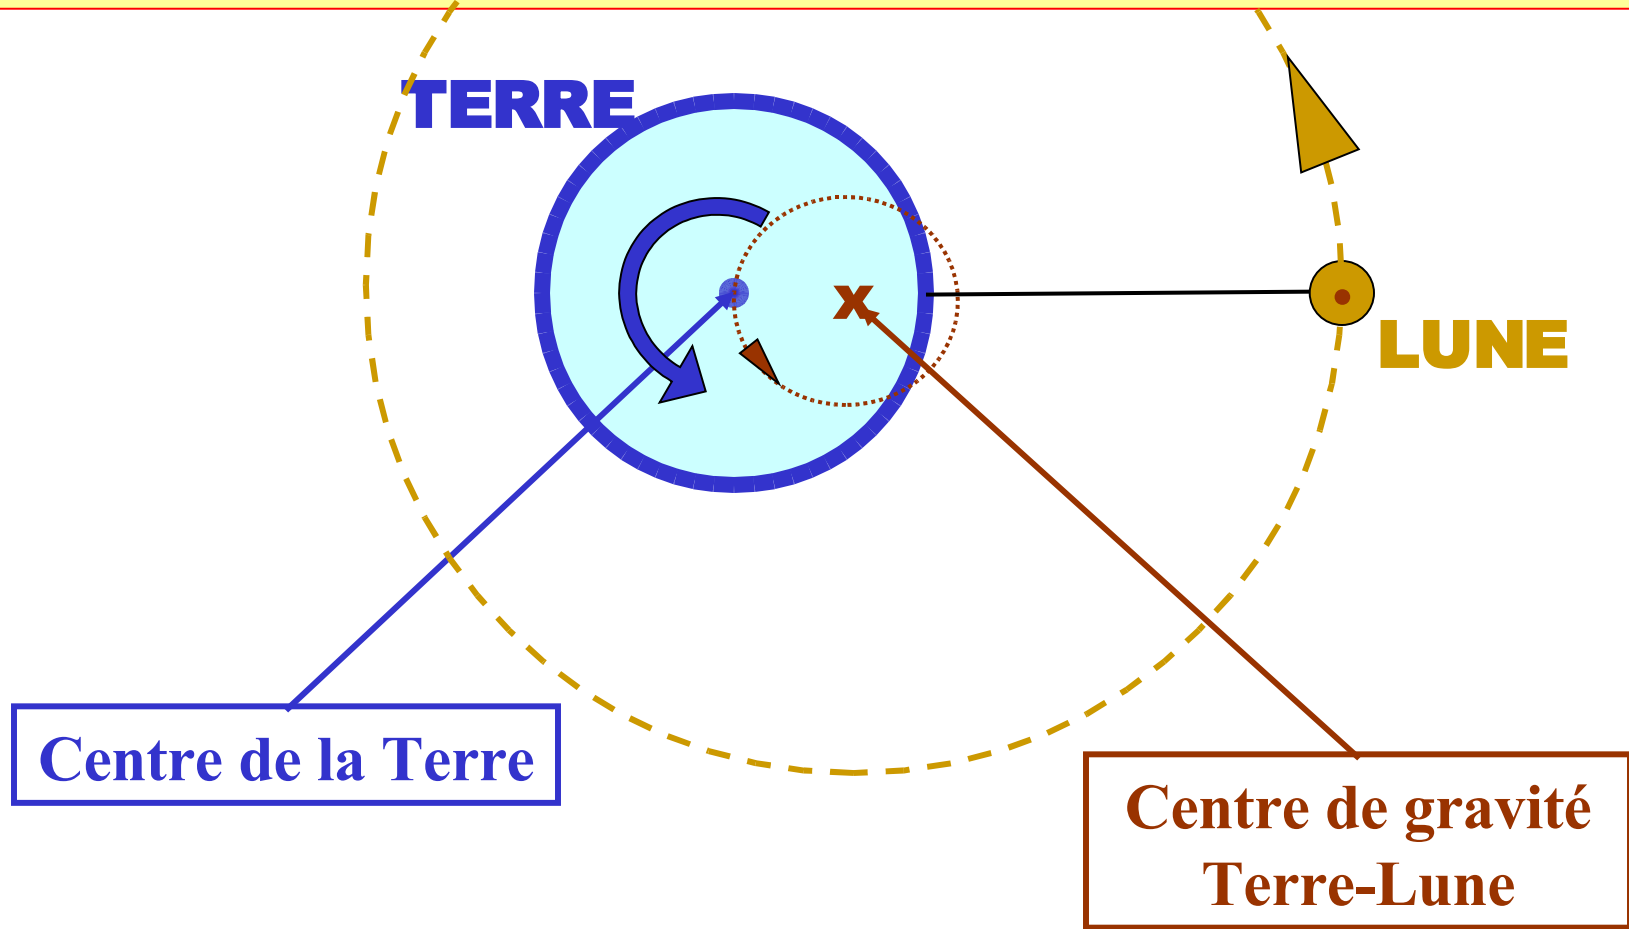 TERRE
x
LUNE
Centre de la Terre
Centre de gravité
Terre-Lune